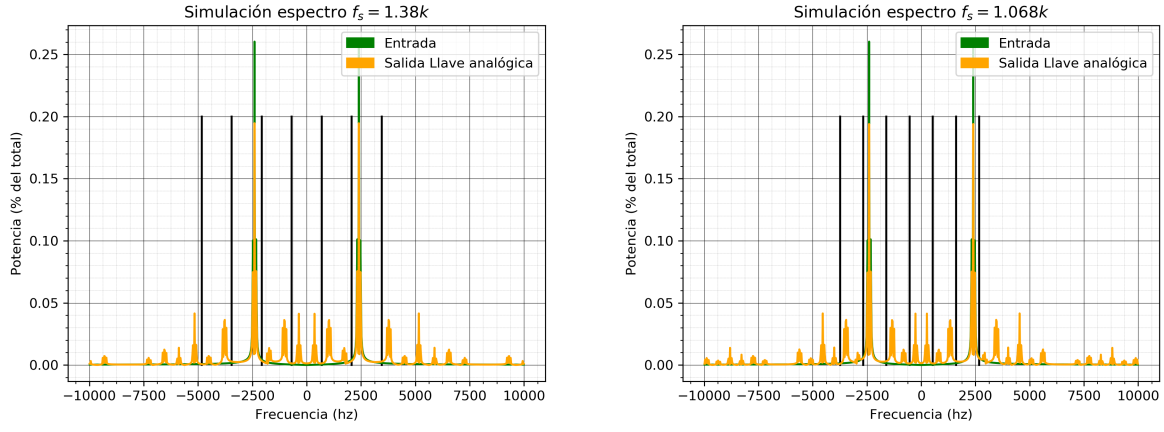 Simulación espectro f_s = 1.38k
Entrada
Salida Llave analógica
Potencia (% del total)
0.25
0.20
0.15
0.10
0.05
0.00
−10000 −7500 −5000 −2500 0 2500 5000 7500 10000
Frecuencia (hz)
Simulación espectro f_s = 1.068k
Entrada
Salida Llave analógica
Potencia (% del total)
0.25
0.20
0.15
0.10
0.05
0.00
−10000 −7500 −5000 −2500 0 2500 5000 7500 10000
Frecuencia (hz)